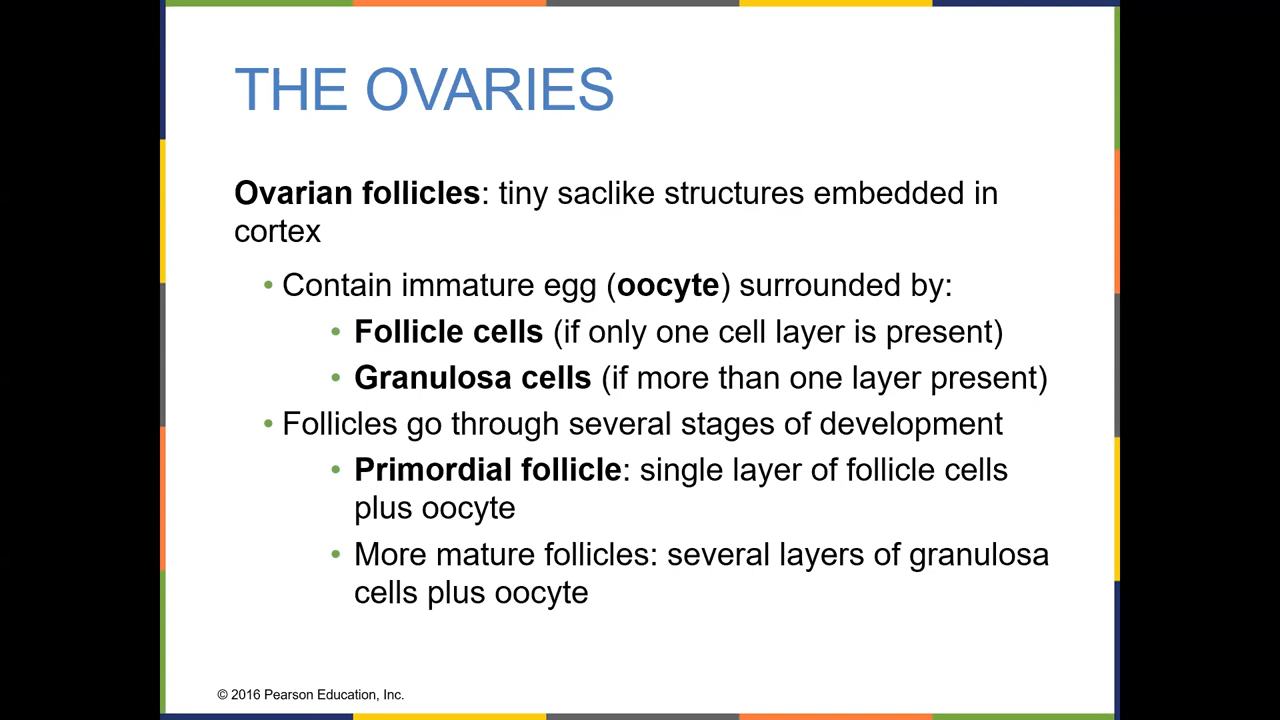 THE OVARIES
Ovarian follicles: tiny saclike structures embedded in
cortex
• Contain immature egg (oocyte) surrounded by:
• Follicle cells (if only one cell layer is present)
• Granulosa cells (if more than one layer present)
• Follicles go through several stages of development
• Primordial follicle: single layer of follicle cells
plus oocyte
• More mature follicles: several layers of granulosa
cells plus oocyte
© 2016 Pearson Education, Inc.